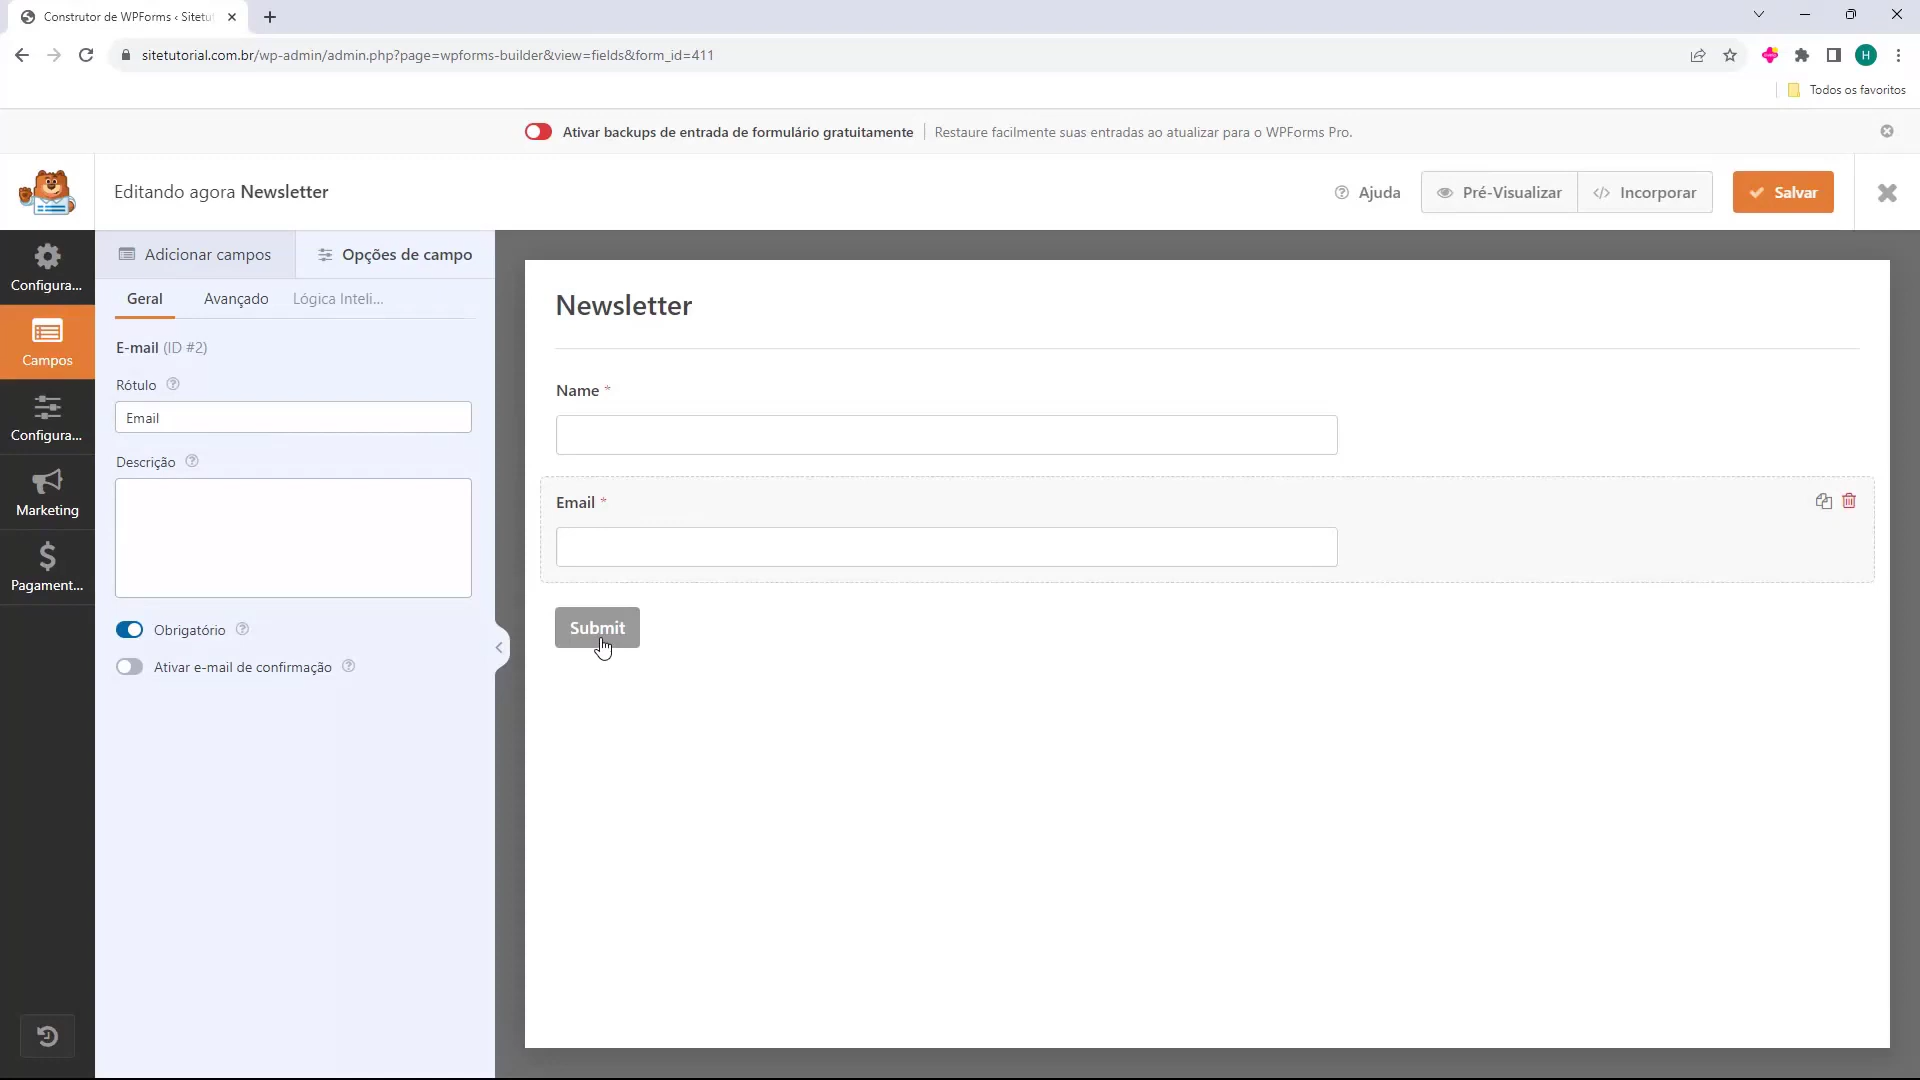 Construtor de WPForms ‹ Sitetu
sitetutorial.com.br/wp-admin/admin.php?page=wpforms-builder&view=fields&form_id=411
H
Todos os favoritos
Ativar backups de entrada de formulário gratuitamente
Restaure facilmente suas entradas ao atualizar para o WPForms Pro.
Editando agora Newsletter
Ajuda
Pré-Visualizar
Incorporar
Salvar
Configura...
Campos
Configura...
Marketing
Pagament...
Adicionar campos
Opções de campo
Geral
Avançado
Lógica Inteli...
E-mail (ID #2)
Rótulo
Email
Descrição
Obrigatório
Ativar e-mail de confirmação
Newsletter
Name *
Email *
Submit